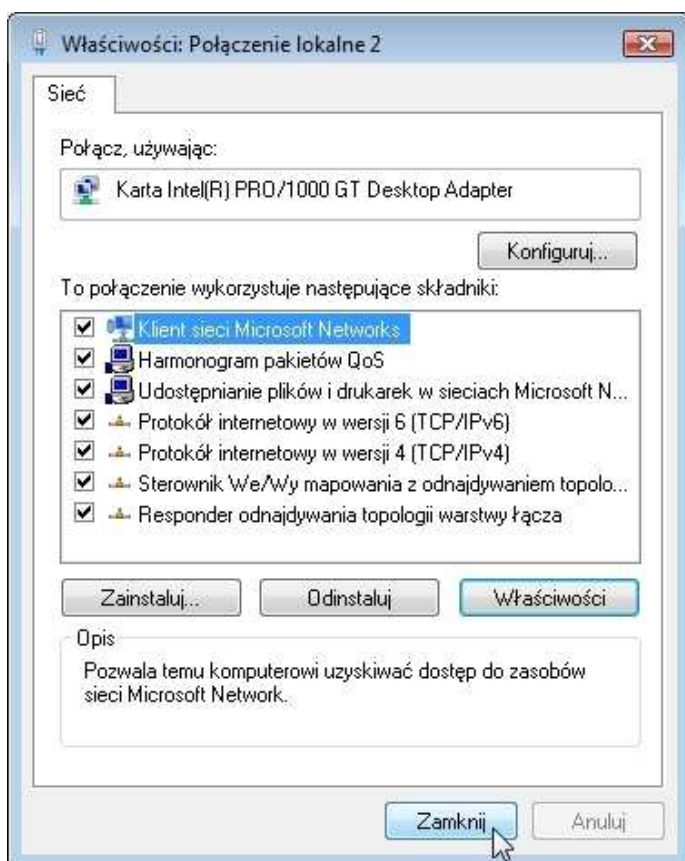 Właściwości: Połączenie lokalne 2
Sieć
Połącz, używając:
Karta Intel(R) PRO/1000 GT Desktop Adapter
Konfiguruj...
To połączenie wykorzystuje następujące składniki:
Klient sieci Microsoft Networks
Harmonogram pakietów QoS
Udostępnianie plików i drukarek w sieciach Microsoft N...
Protokół internetowy w wersji 6 (TCP/IPv6)
Protokół internetowy w wersji 4 (TCP/IPv4)
Sterownik We/Wy mapowania z odnajdywaniem topolo...
Responder odnajdywania topologii warstwy łącza
Zainstaluj... Odinstaluj Właściwości
Opis
Pozwala temu komputerowi uzyskiwać dostęp do zasobów
sieci Microsoft Network.
Zamknij Anuluj